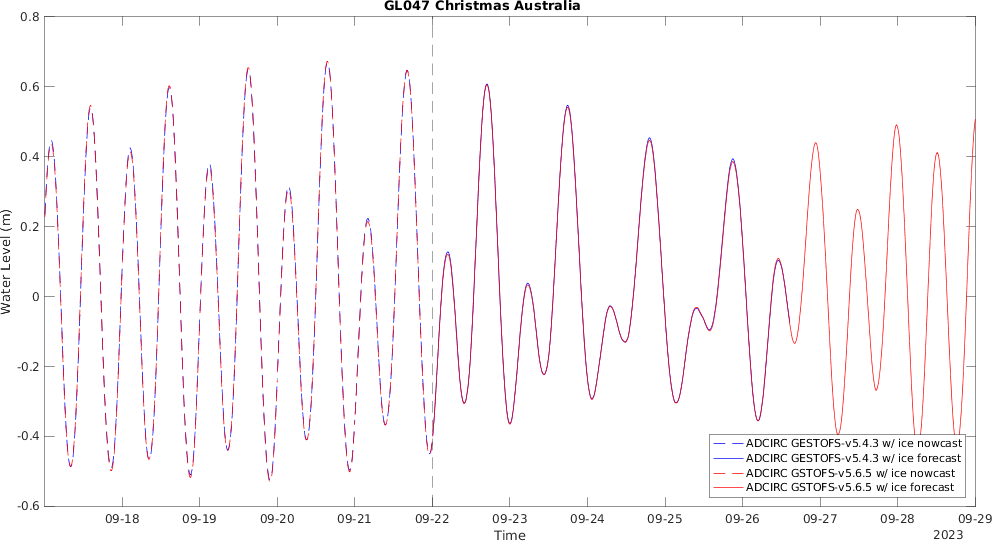 GL047 Christmas Australia
0.8
0.6
0.4
0.2
0
-0.2
-0.4
-0.6
Water Level (m)
ADCIRC GESTOFS-v5.4.3 w/ ice nowcast
ADCIRC GESTOFS-v5.4.3 w/ ice forecast
ADCIRC GSTOFS-v5.6.5 w/ ice nowcast
ADCIRC GSTOFS-v5.6.5 w/ ice forecast
09-18 09-19 09-20 09-21 09-22 09-23 09-24 09-25 09-26 09-27 09-28 09-29
Time
2023